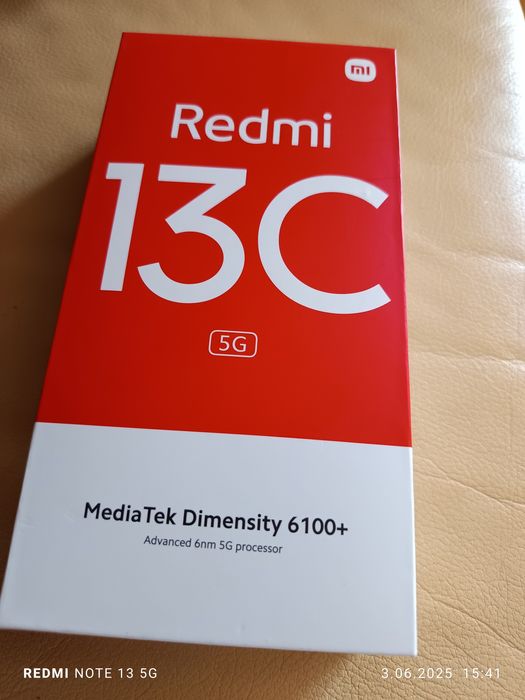 mi
Redmi
13C
5G
MediaTek Dimensity 6100+
Advanced 6nm 5G processor
REDMI NOTE 13 5G
3.06.2025 15:41